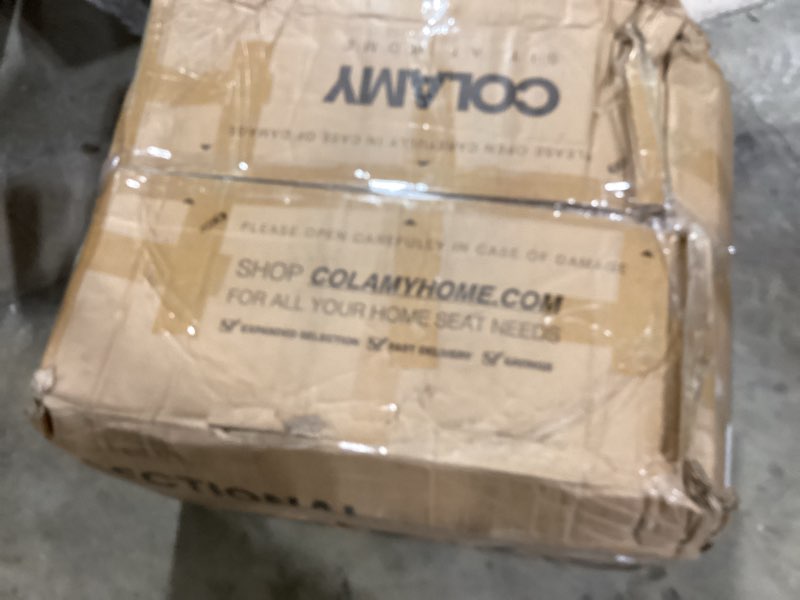 COLAMY
PLEASE OPEN CAREFULLY IN CASE OF DAMAGE
PLEASE OPEN CAREFULLY IN CASE OF DAMAGE
SHOP COLAMYHOME.COM
FOR ALL YOUR HOME SEAT NEEDS
EXPANDED SELECTION FAST DELIVERY SAVINGS
ECTIONAL